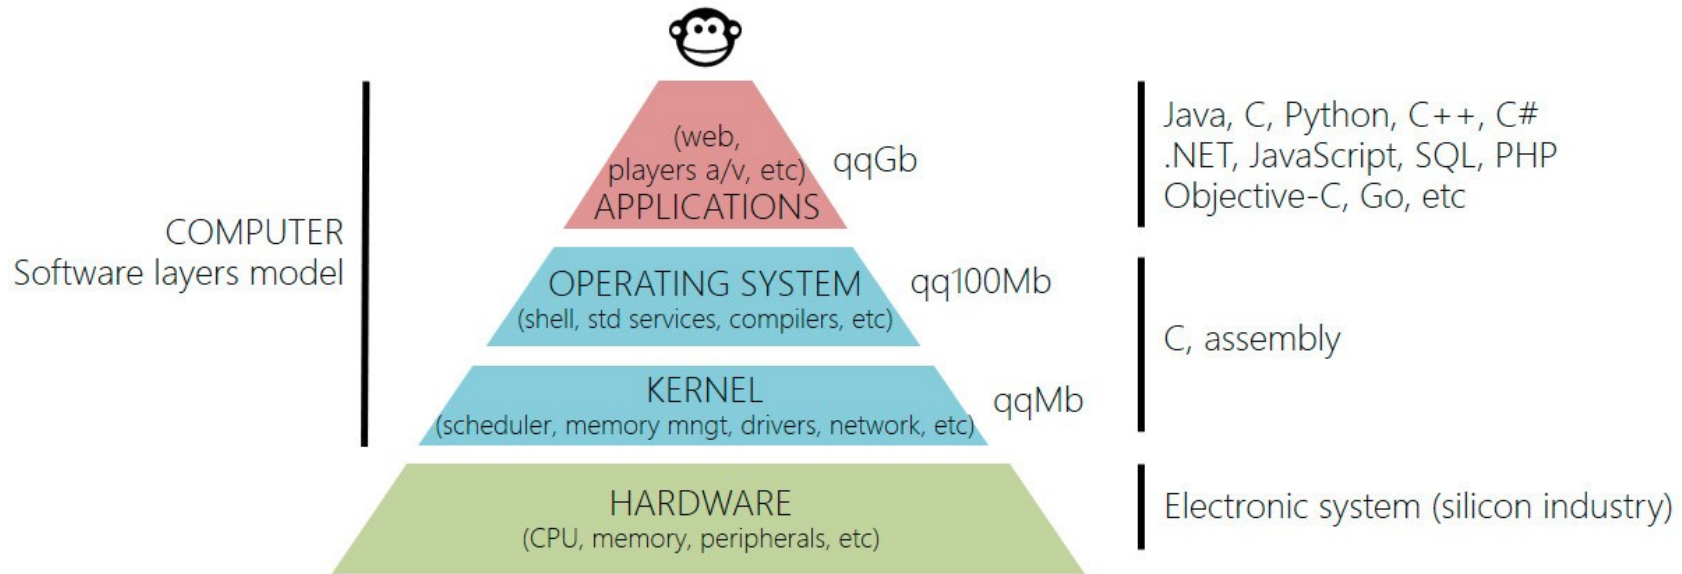 COMPUTER
Software layers model
(web,
players a/v, etc)
APPLICATIONS
qqGb
Java, C, Python, C++, C#
.NET, JavaScript, SQL, PHP
Objective-C, Go, etc
OPERATING SYSTEM
(shell, std services, compilers, etc)
qq100Mb
KERNEL
(scheduler, memory mngt, drivers, network, etc)
qqMb
C, assembly
HARDWARE
(CPU, memory, peripherals, etc)
Electronic system (silicon industry)